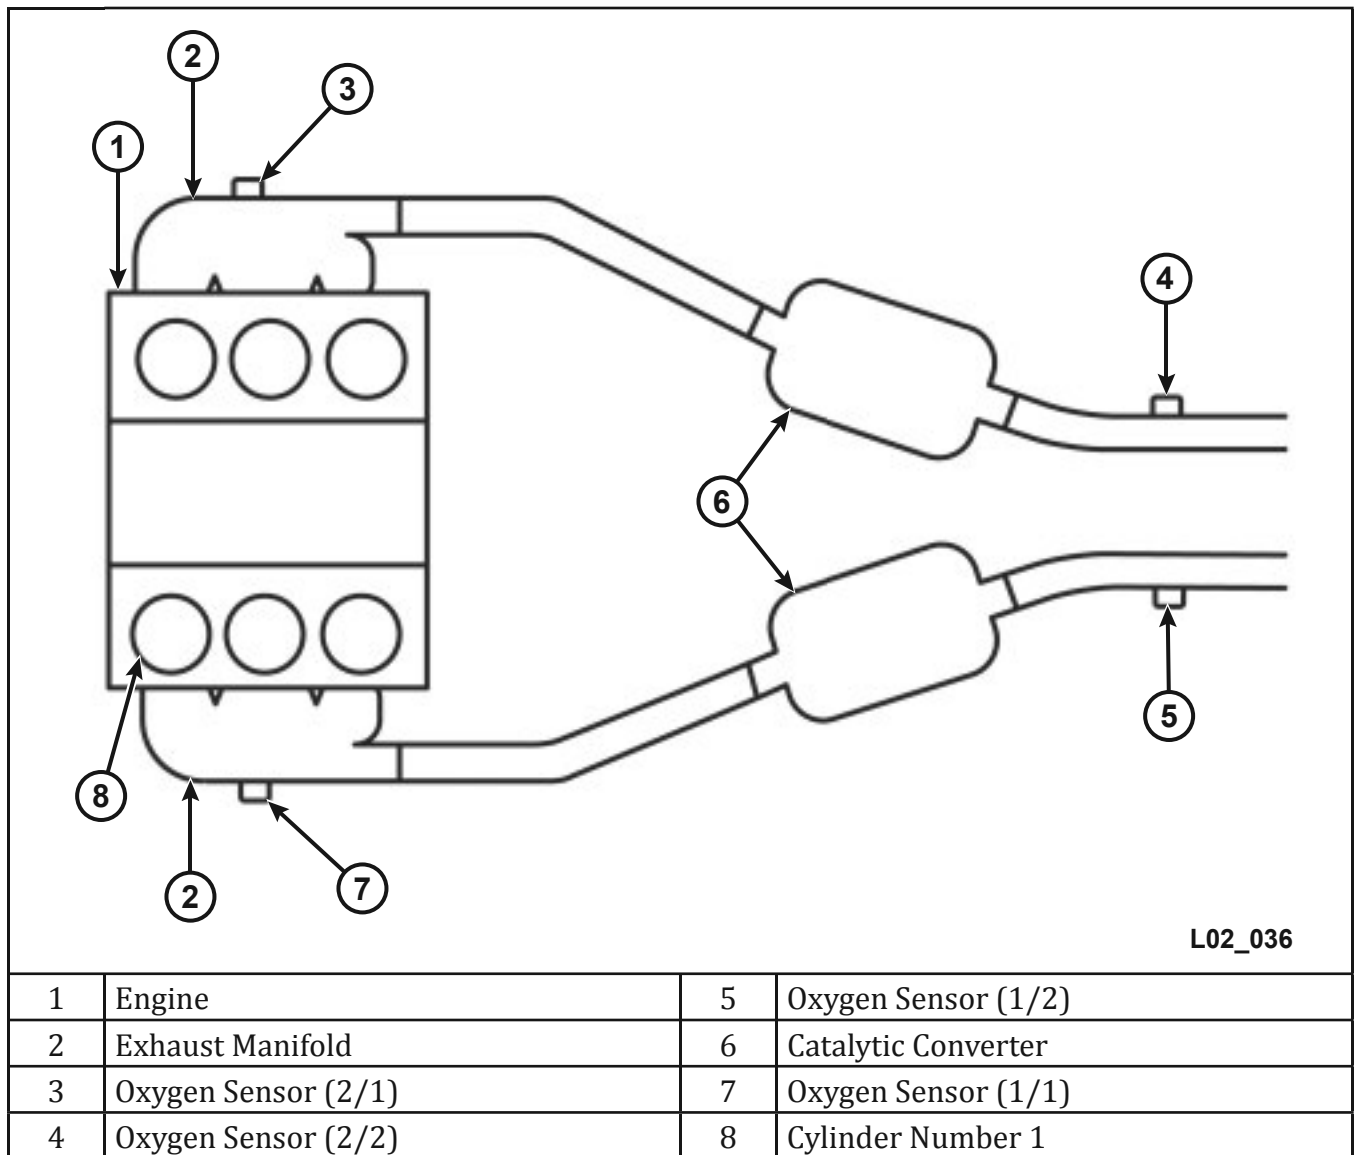 2
3
1
4
6
5
8
7
2
L02_036
1 Engine 5 Oxygen Sensor (1/2)
2 Exhaust Manifold 6 Catalytic Converter
3 Oxygen Sensor (2/1) 7 Oxygen Sensor (1/1)
4 Oxygen Sensor (2/2) 8 Cylinder Number 1